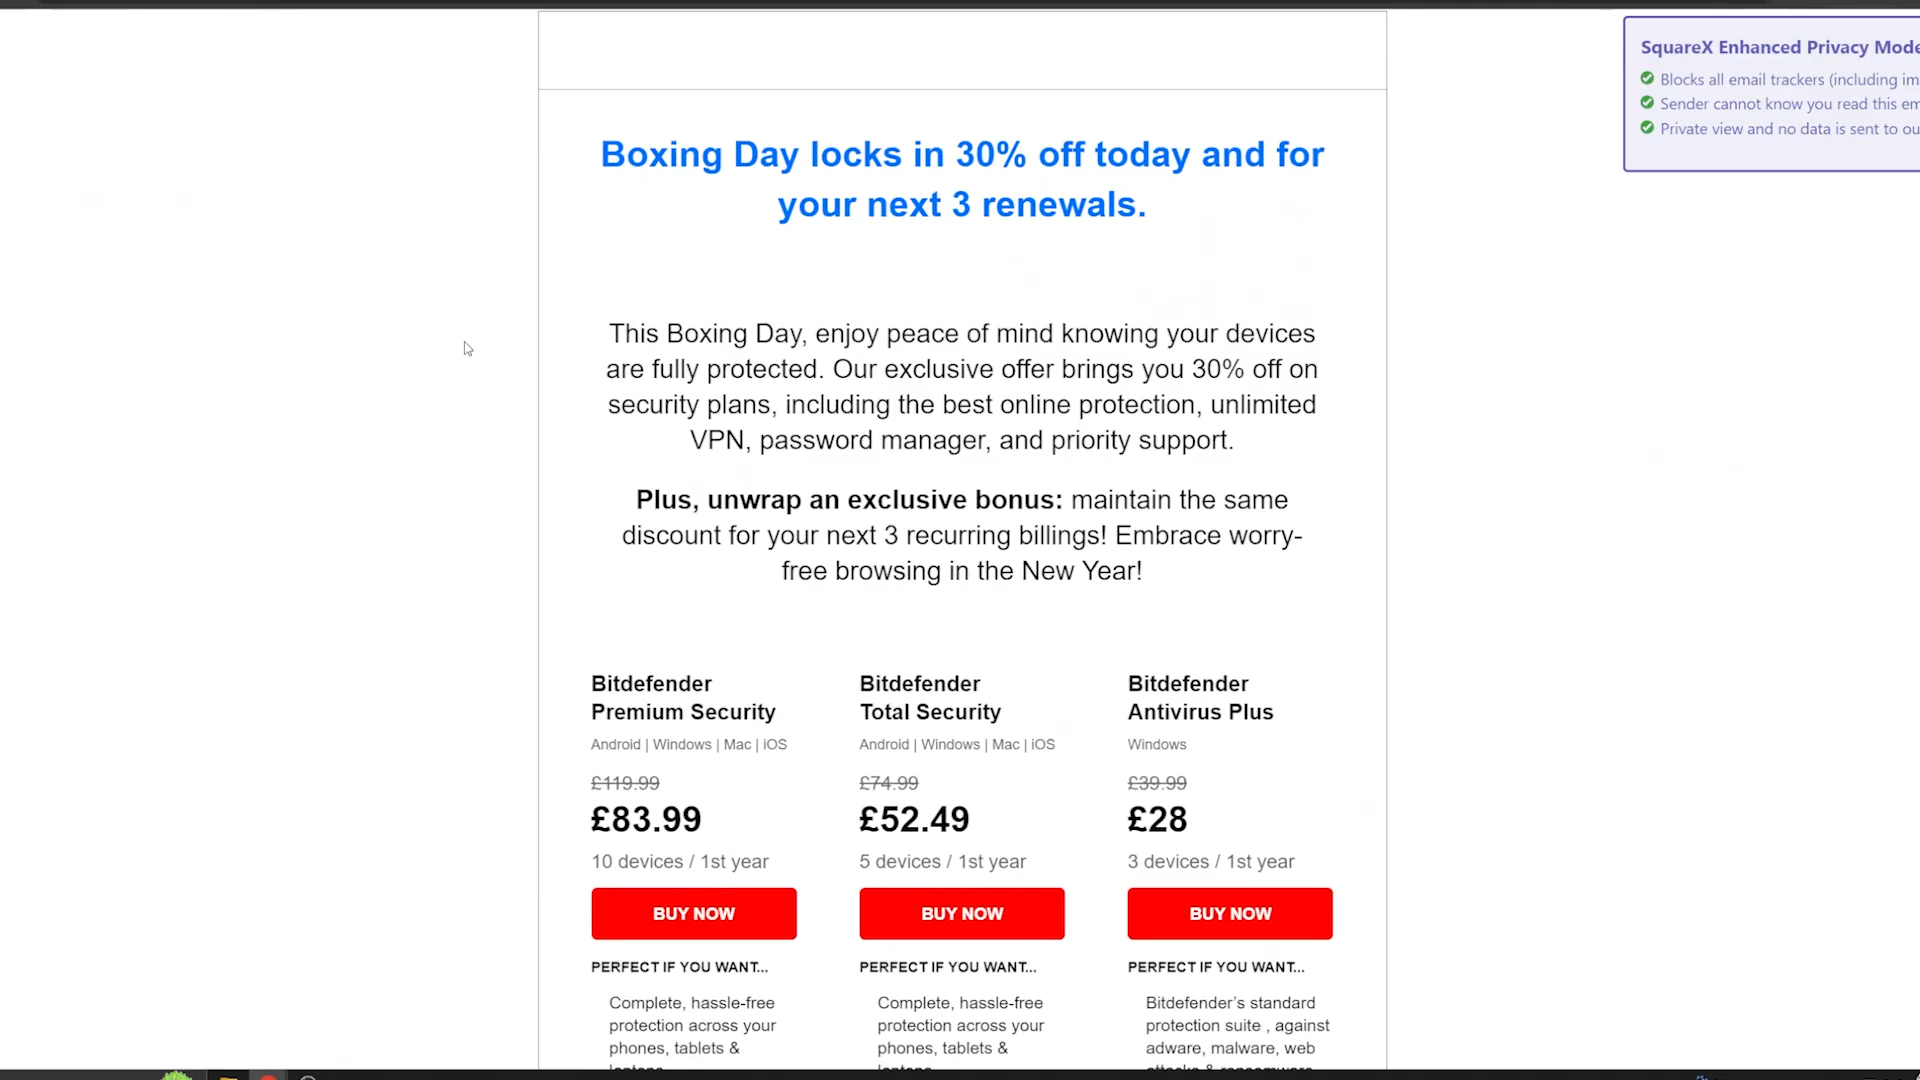 SquareX Enhanced Privacy Mode
Blocks all email trackers (including im
Sender cannot know you read this em
Private view and no data is sent to ou
Boxing Day locks in 30% off today and for
your next 3 renewals.
This Boxing Day, enjoy peace of mind knowing your devices
are fully protected. Our exclusive offer brings you 30% off on
security plans, including the best online protection, unlimited
VPN, password manager, and priority support.
Plus, unwrap an exclusive bonus: maintain the same
discount for your next 3 recurring billings! Embrace worry-
free browsing in the New Year!
Bitdefender
Premium Security
Android | Windows | Mac | iOS
£119.99
£83.99
10 devices / 1st year
BUY NOW
PERFECT IF YOU WANT...
Complete, hassle-free
protection across your
phones, tablets &
Bitdefender
Total Security
Android | Windows | Mac | iOS
£74.99
£52.49
5 devices / 1st year
BUY NOW
PERFECT IF YOU WANT...
Complete, hassle-free
protection across your
phones, tablets &
Bitdefender
Antivirus Plus
Windows
£39.99
£28
3 devices / 1st year
BUY NOW
PERFECT IF YOU WANT...
Bitdefender’s standard
protection suite , against
adware, malware, web